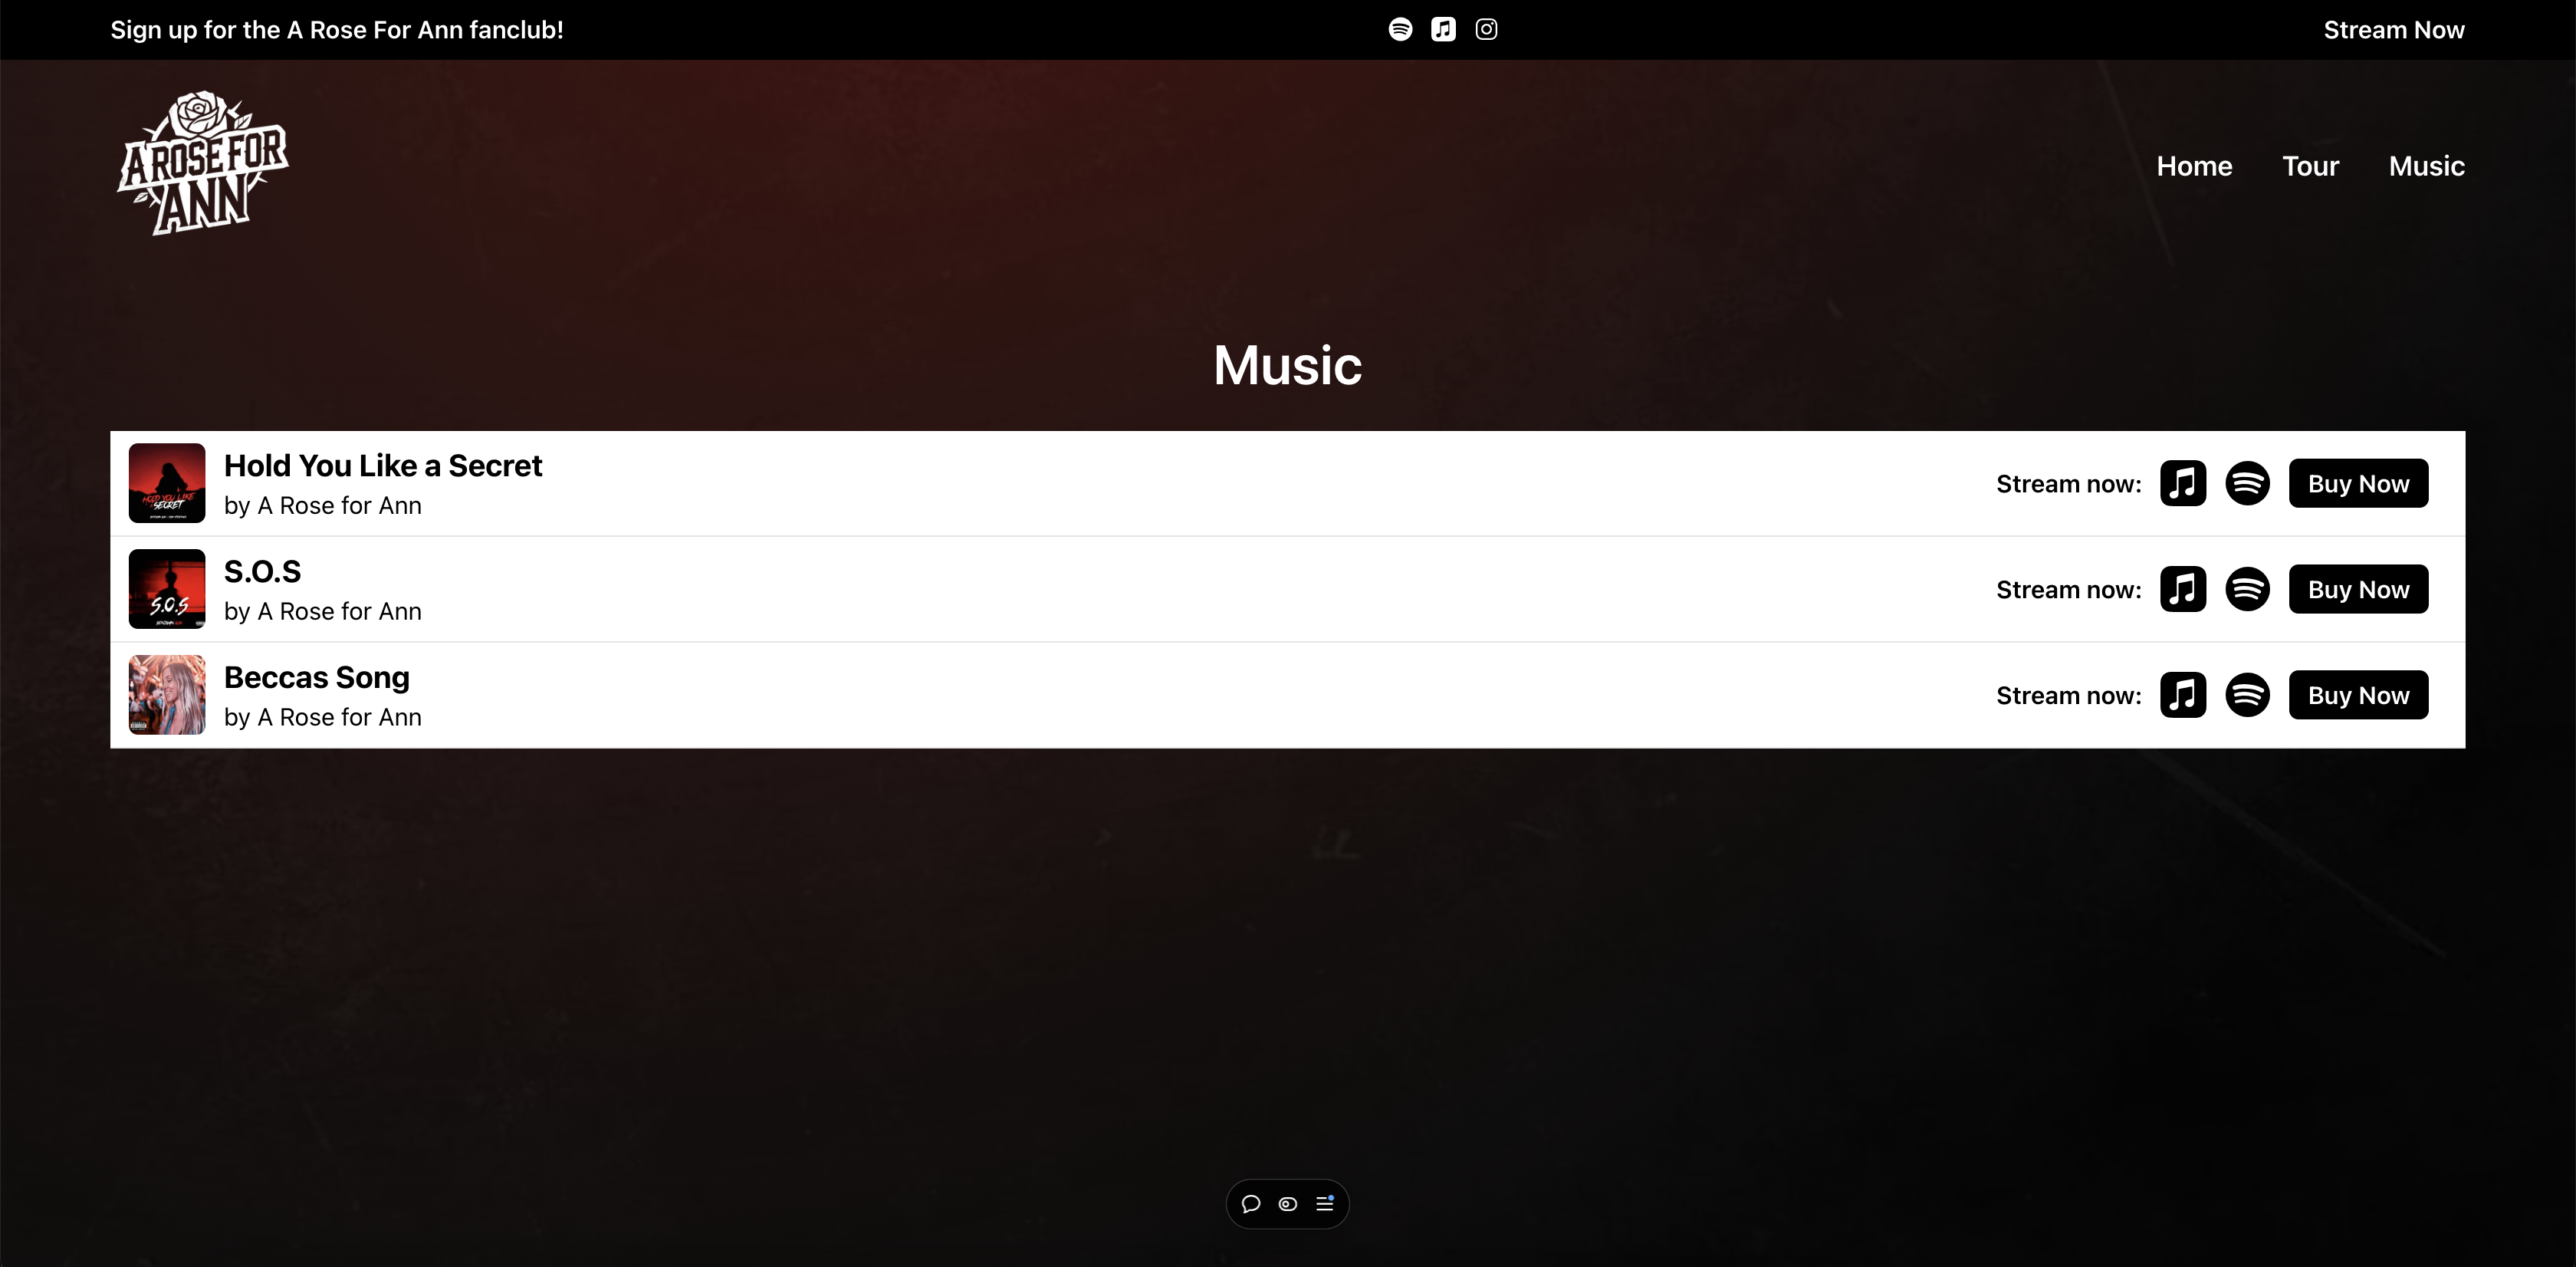 Sign up for the A Rose For Ann fanclub!
Stream Now
A ROSE FOR
ANN
Home
Tour
Music
Music
HOLD YOU LIKE
SECRET
Hold You Like a Secret
by A Rose for Ann
Stream now:
Buy Now
S.O.S
S.O.S
by A Rose for Ann
Stream now:
Buy Now
Beccas Song
by A Rose for Ann
Stream now:
Buy Now